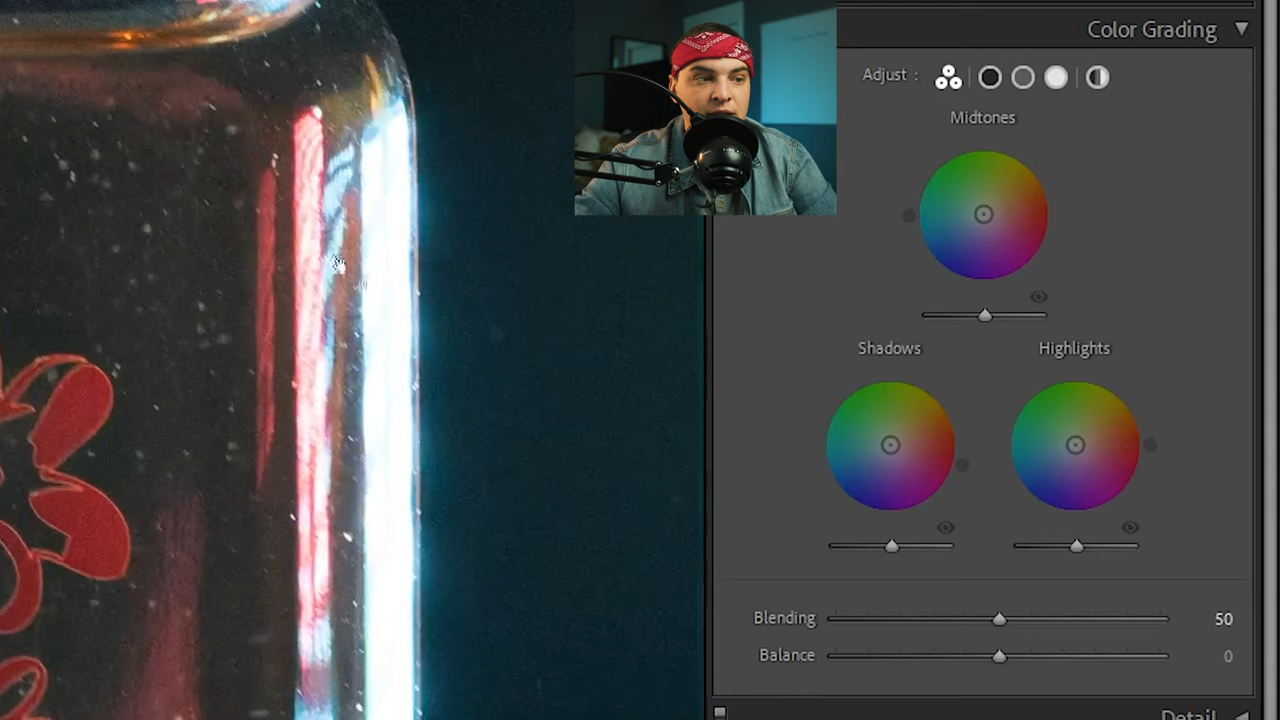 Color Grading
Adjust :
Midtones
Shadows
Highlights
Blending 50
Balance 0
Detail